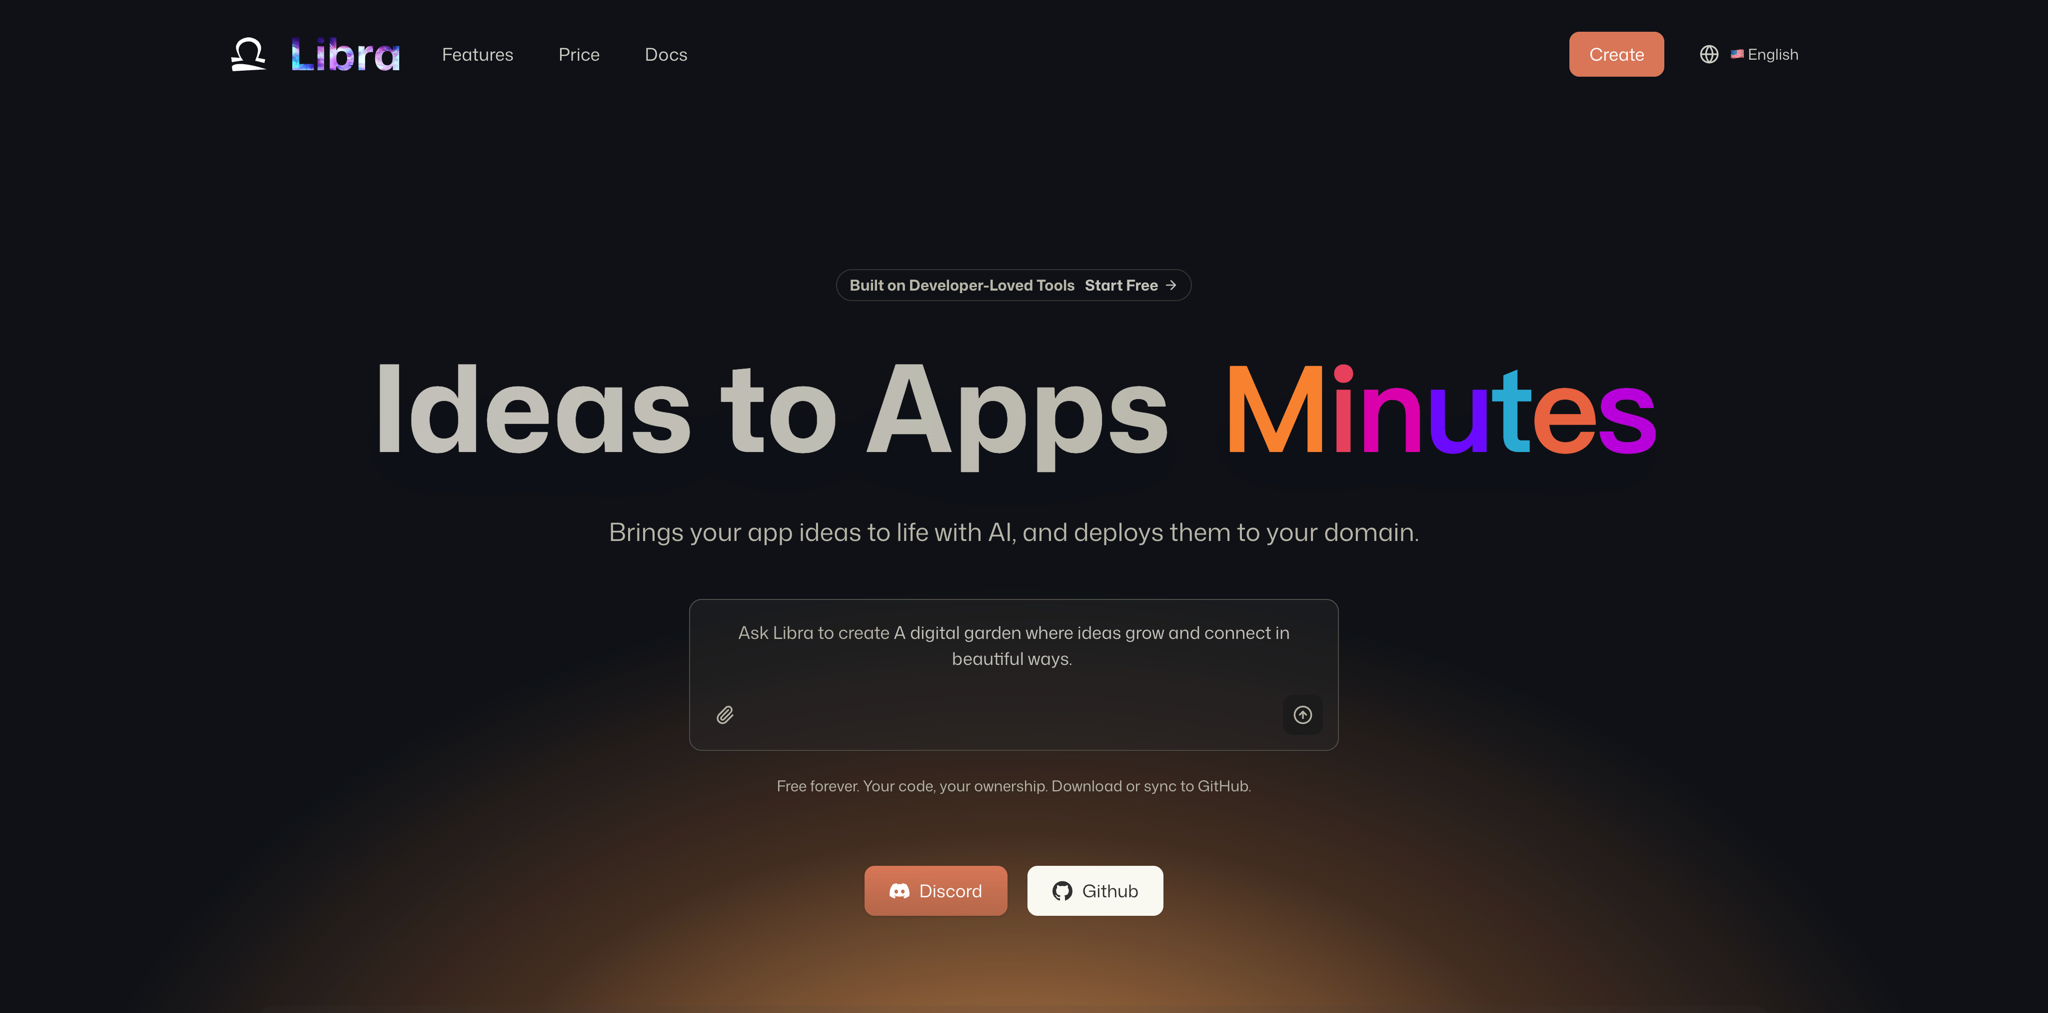 Libra
Features
Price
Docs
Create
English
Built on Developer-Loved Tools Start Free →
Ideas to Apps Minutes
Brings your app ideas to life with AI, and deploys them to your domain.
Ask Libra to create A digital garden where ideas grow and connect in
beautiful ways.
Free forever. Your code, your ownership. Download or sync to GitHub.
Discord
Github